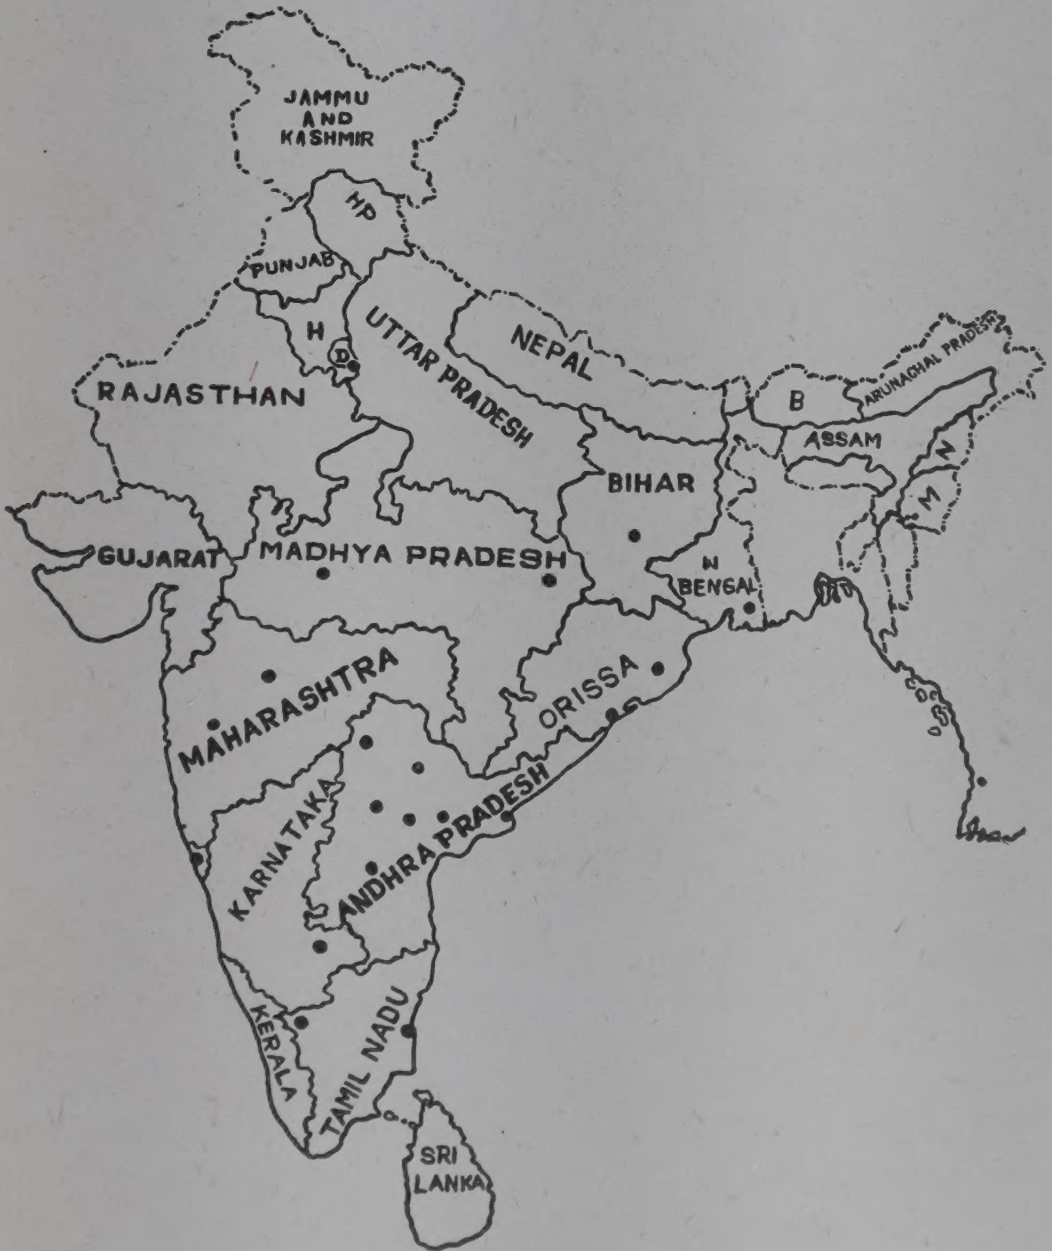 JAMMU
AND
KASHMIR
HP
PUNJAB
H
D
UTTAR PRADESH
NEPAL
RAJASTHAN
B
ARUNACHAL PRADESH
ASSAM
N
M
BIHAR
GUJARAT
MADHYA PRADESH
W
BENGAL
MAHARASHTRA
ORISSA
KARNATAKA
ANDHRA PRADESH
KERALA
TAMIL NADU
SRI
LANKA